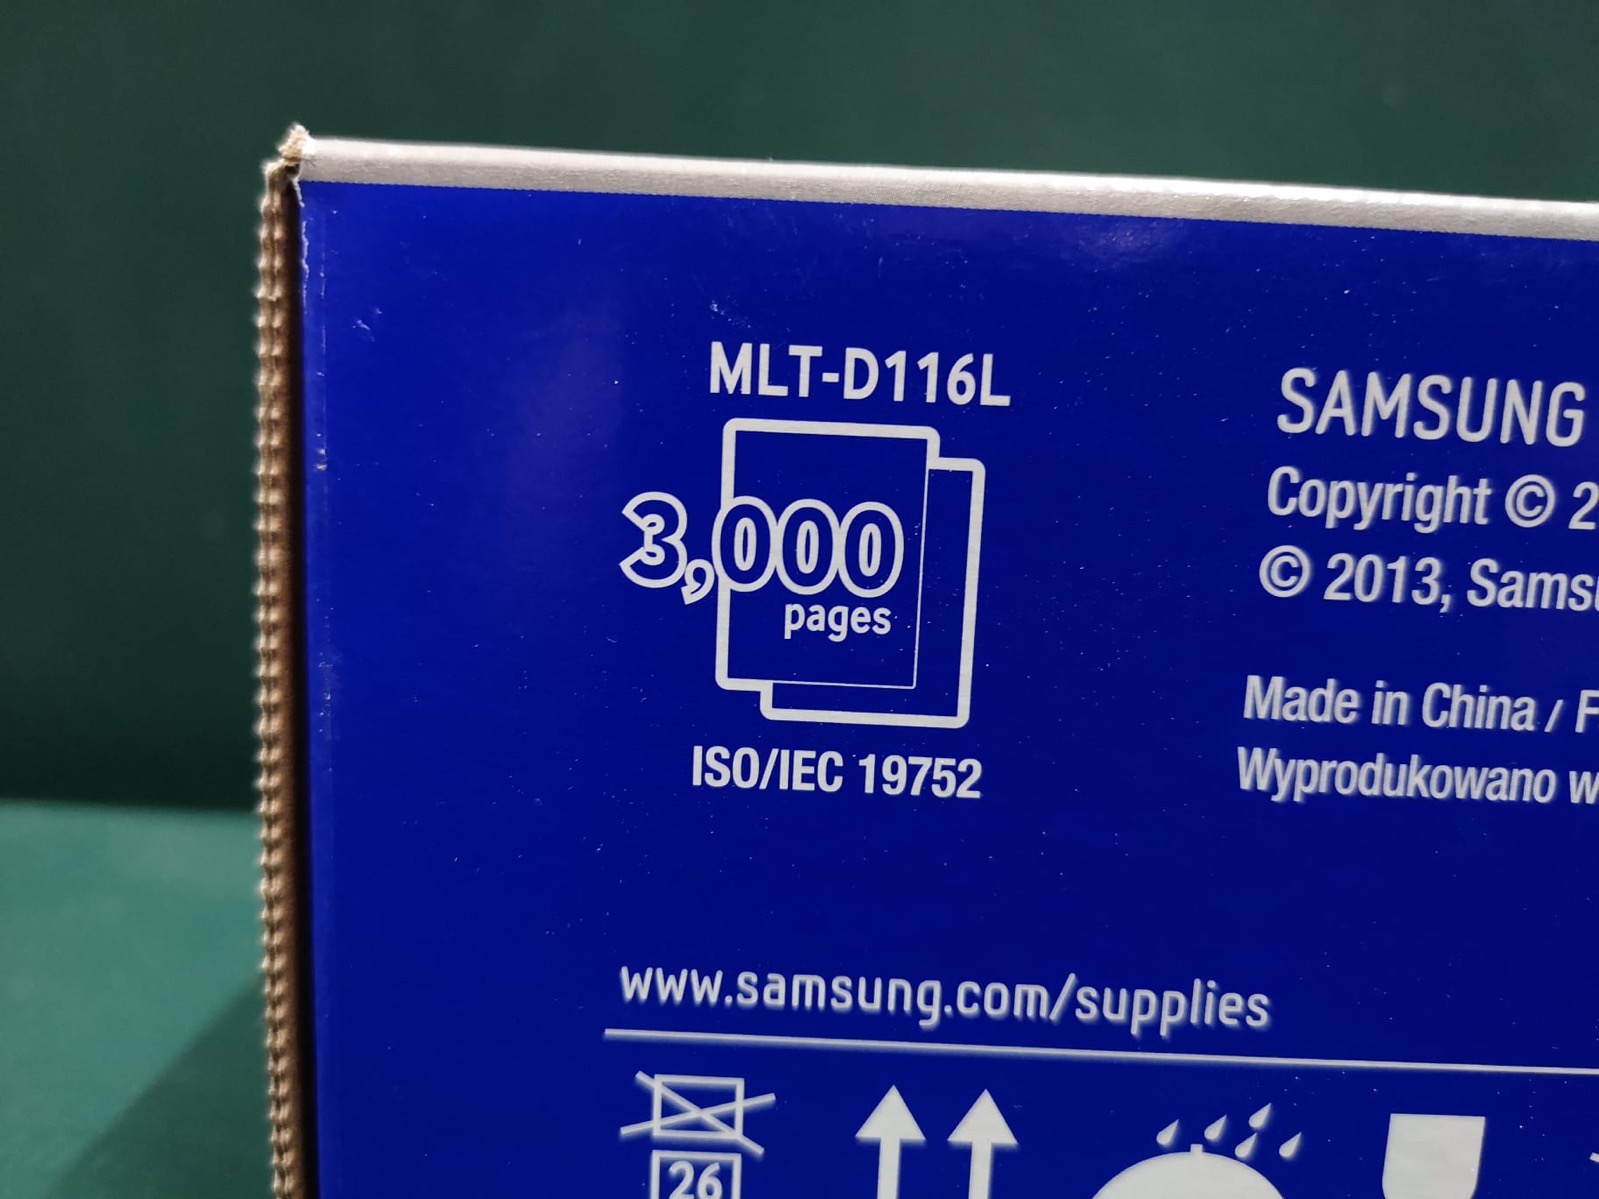 MLT-D116L
3,000
pages
ISO/IEC 19752
SAMSUNG
Copyright ©
© 2013,
Made in China /
Wyprodukowano w
www.samsung.com/supplies
26